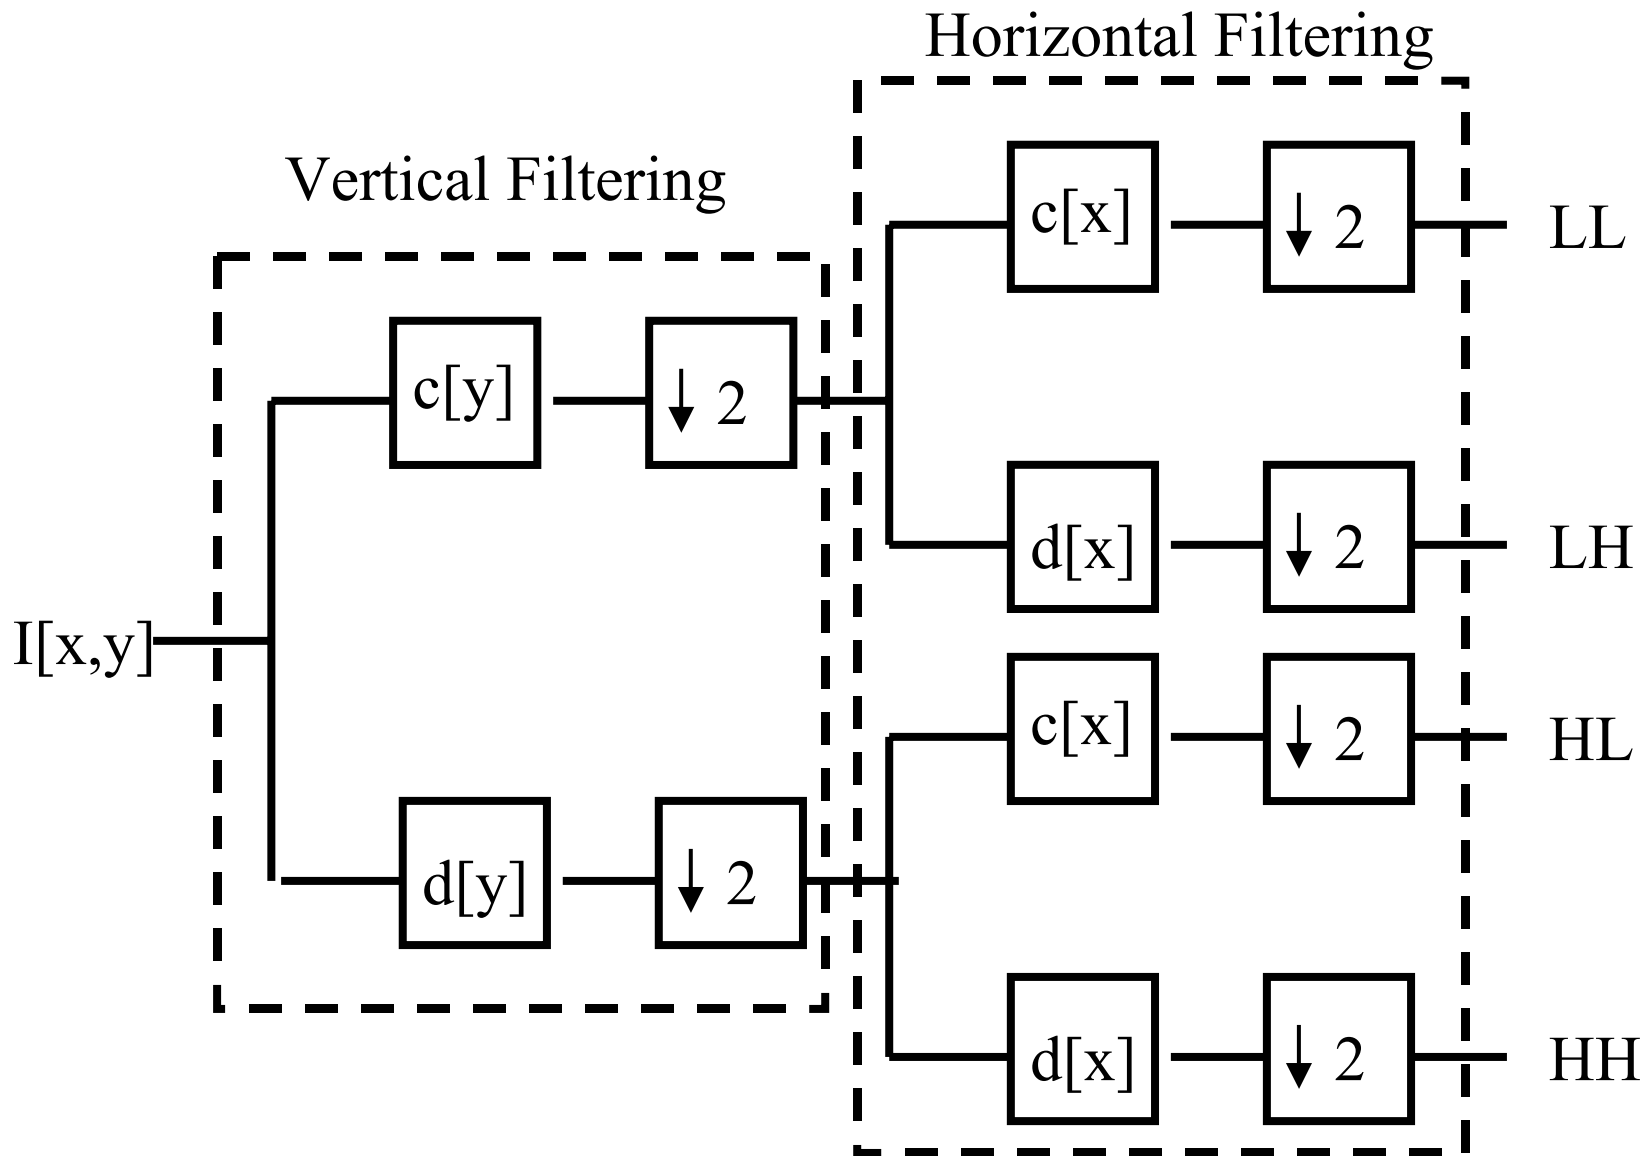 Horizontal Filtering
Vertical Filtering
c[x]
↓ 2
LL
c[y]
↓ 2
d[x]
↓ 2
LH
I[x,y]
c[x]
↓ 2
HL
d[y]
↓ 2
d[x]
↓ 2
HH